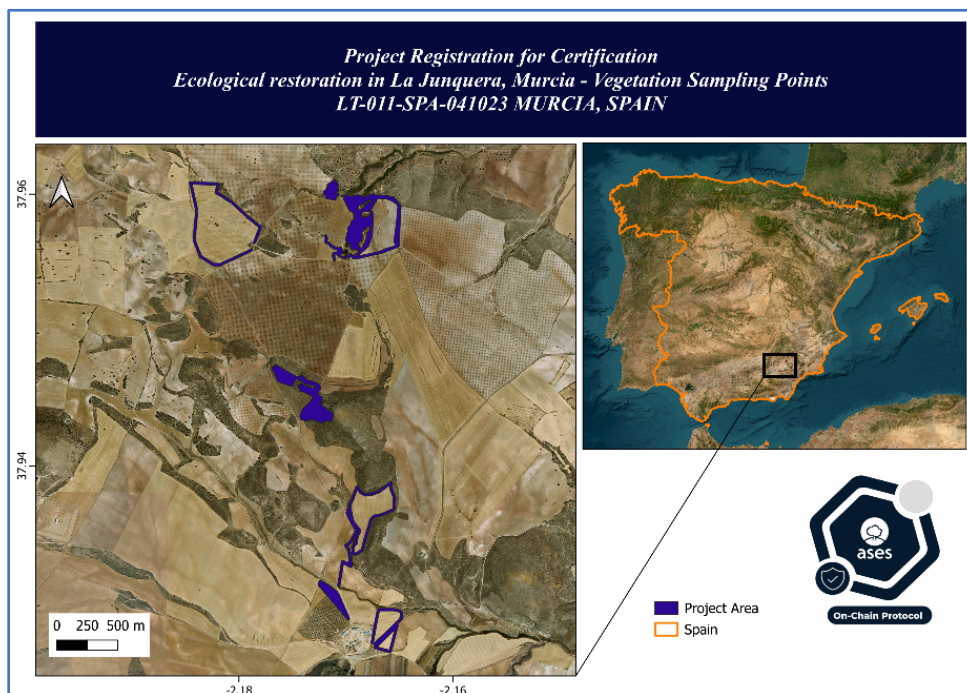 Project Registration for Certification
Ecological restoration in La Junquera, Murcia - Vegetation Sampling Points
LT-011-SPA-041023 MURCIA, SPAIN
37.96
37.94
0 250 500 m
-2.18
-2.16
ases
On-Chain Protocol
Project Area
Spain